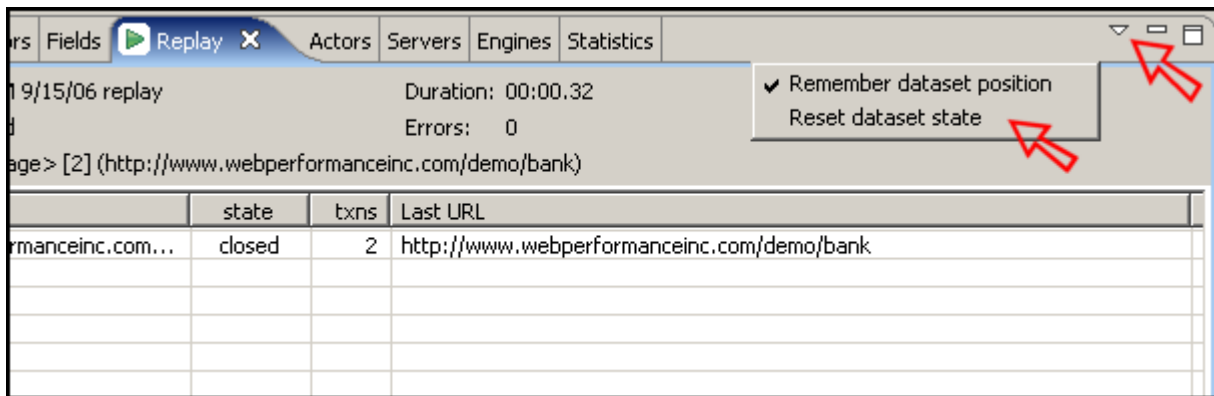 rs Fields Replay Actors Servers Engines Statistics
9/15/06 replay Duration: 00:00.32
Errors: 0
age> [2] (http://www.webperformanceinc.com/demo/bank)
Remember dataset position
Reset dataset state
state txns Last URL
rmanceinc.com... closed 2 http://www.webperformanceinc.com/demo/bank